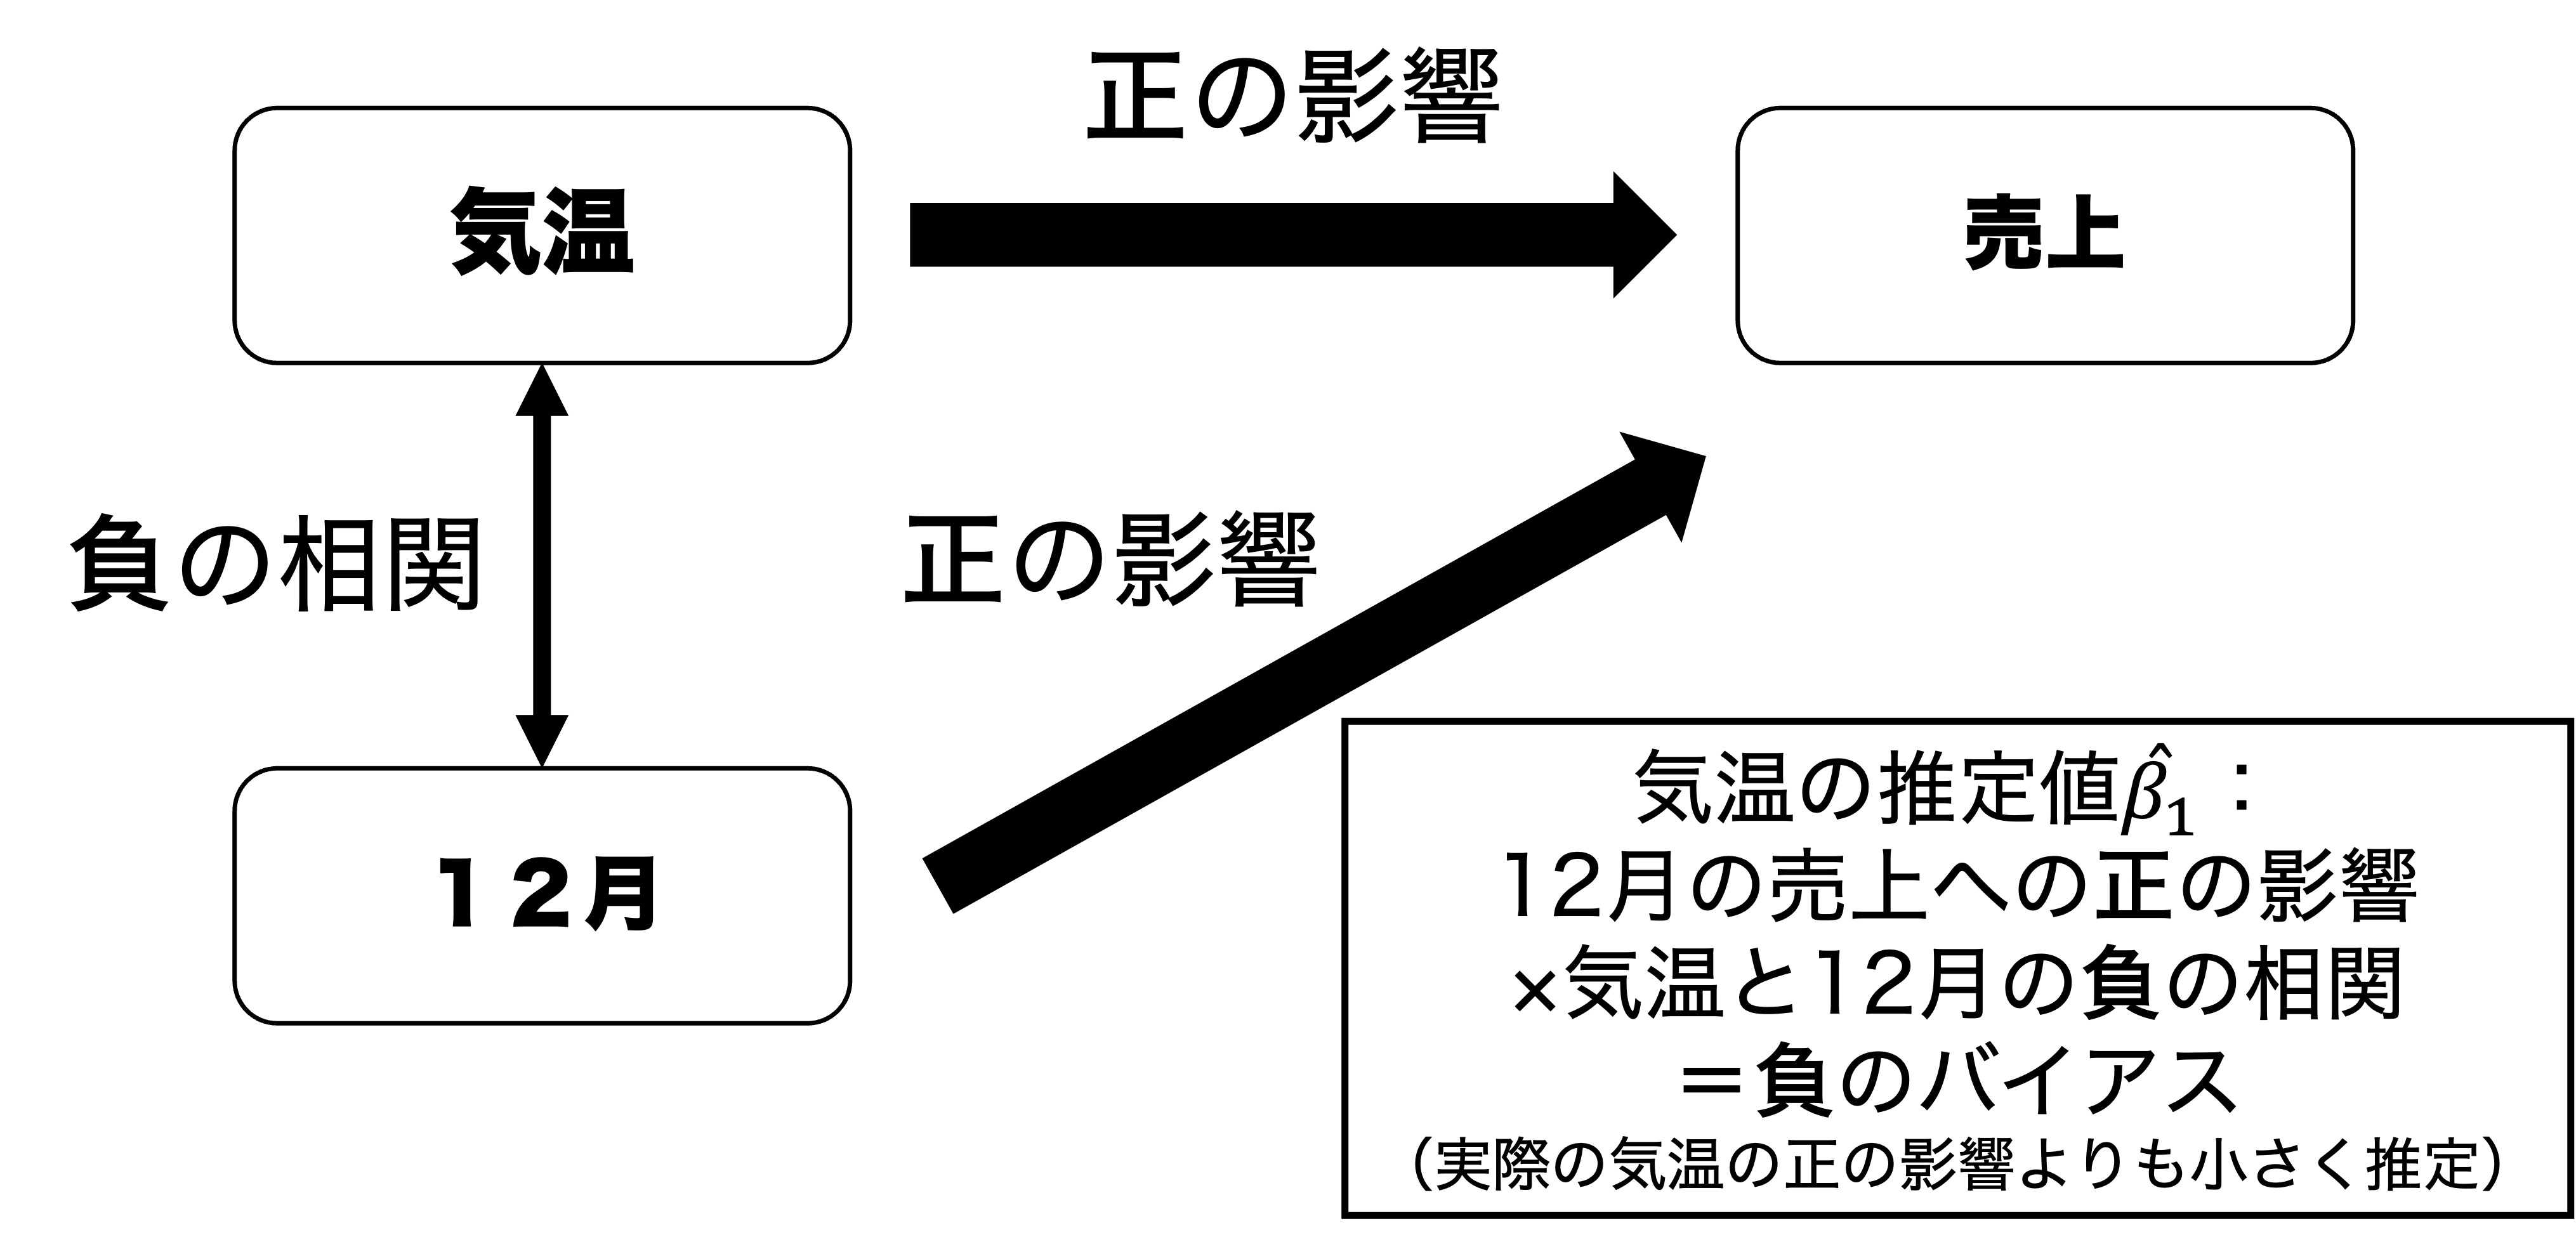 正の影響
気温
売上
負の相関
正の影響
１２月
気温の推定値β̂₁：
12月の売上への正の影響
×気温と12月の負の相関
＝負のバイアス
（実際の気温の正の影響よりも小さく推定）